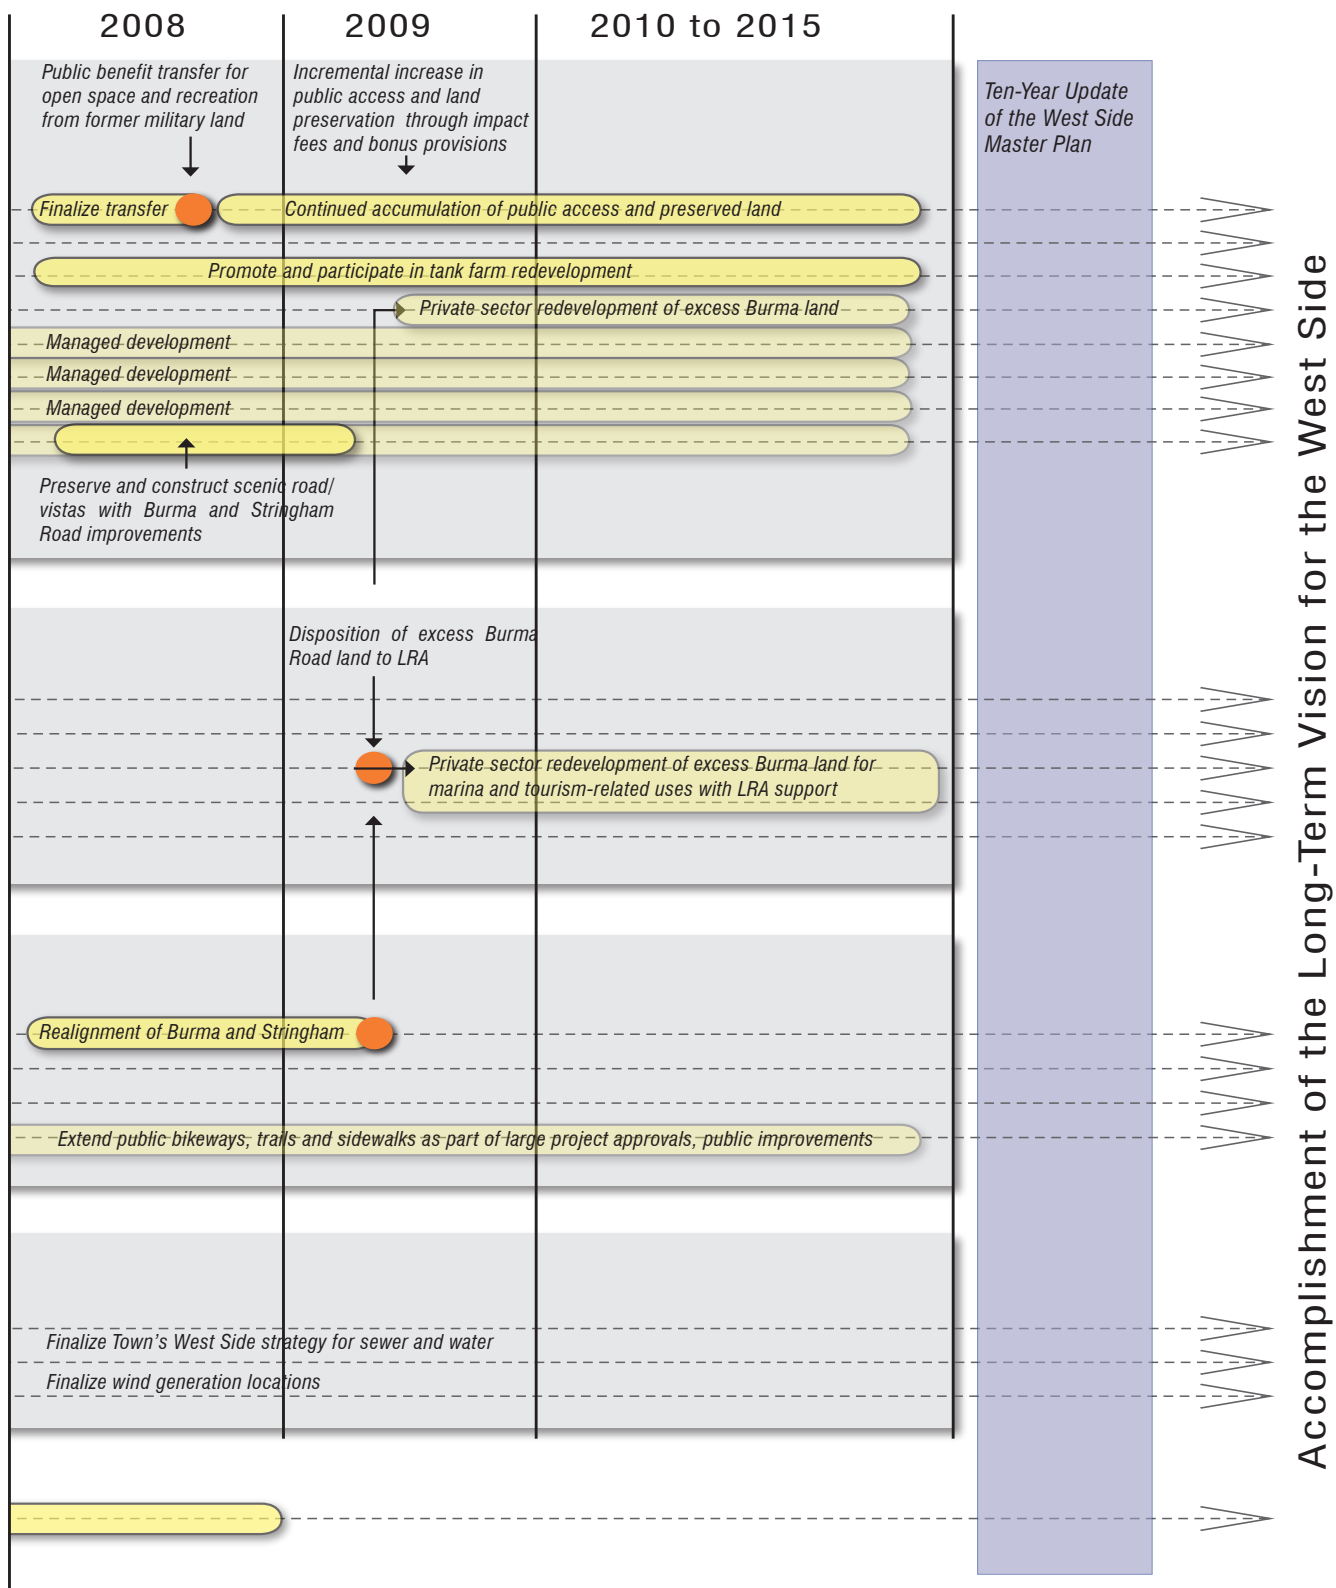 2008
2009
2010 to 2015
Public benefit transfer for
open space and recreation
from former military land
Incremental increase in
public access and land
preservation through impact
fees and bonus provisions
Ten-Year Update
of the West Side
Master Plan
Finalize transfer
Continued accumulation of public access and preserved land
Promote and participate in tank farm redevelopment
Private sector redevelopment of excess Burma land
Managed development
Managed development
Managed development
Preserve and construct scenic road/
vistas with Burma and Stringham
Road improvements
Disposition of excess Burma
Road land to LRA
Private sector redevelopment of excess Burma land for
marina and tourism-related uses with LRA support
Realignment of Burma and Stringham
Extend public bikeways, trails and sidewalks as part of large project approvals, public improvements
Finalize Town's West Side strategy for sewer and water
Finalize wind generation locations
Accomplishment of the Long-Term Vision for the West Side